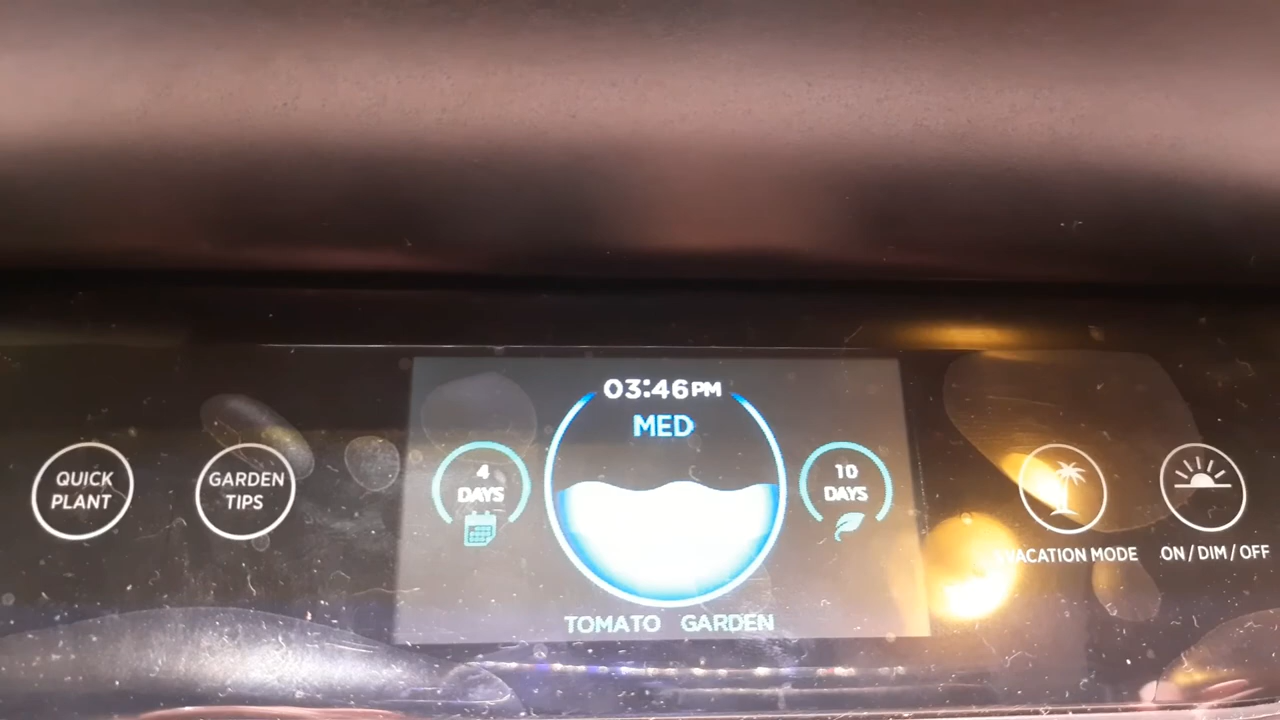 03:46PM
MED
QUICK
PLANT
GARDEN
TIPS
4
DAYS
10
DAYS
VACATION MODE
ON / DIM / OFF
TOMATO GARDEN